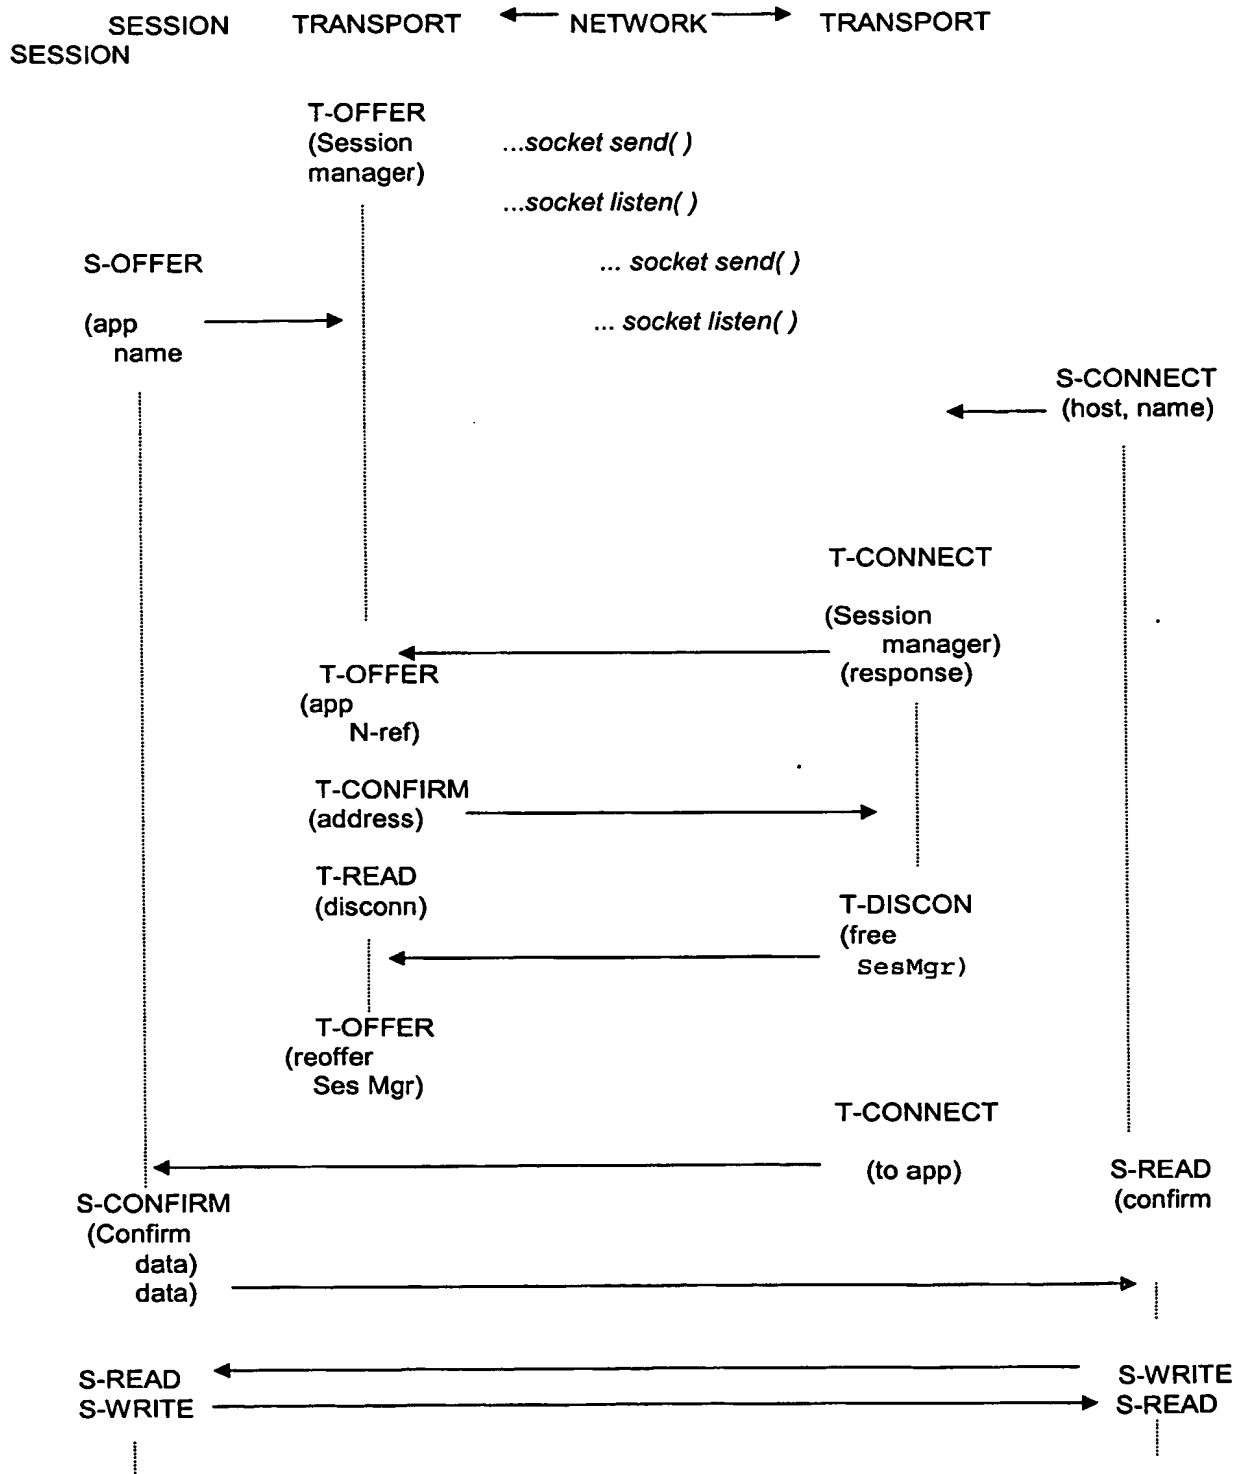 SESSION TRANSPORT NETWORK TRANSPORT
SESSION
T-OFFER
(Session
manager)
...socket send( )
...socket listen( )
S-OFFER
... socket send( )
(app
name
... socket listen( )
S-CONNECT
(host, name)
T-CONNECT
(Session
manager)
(response)
T-OFFER
(app
N-ref)
T-CONFIRM
(address)
T-READ
(disconn)
T-DISCON
(free
SesMgr)
T-OFFER
(reoffer
Ses Mgr)
T-CONNECT
(to app)
S-READ
(confirm
S-CONFIRM
(Confirm
data)
data)
S-READ
S-WRITE
S-WRITE
S-READ